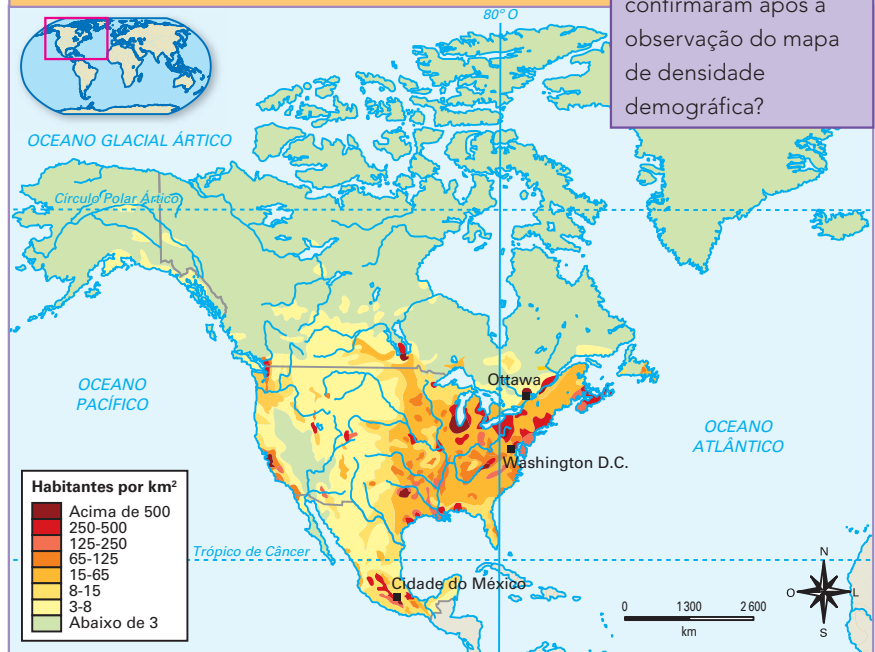 confirmaram após a
observação do mapa
de densidade
demográfica?
80° O
OCEANO GLACIAL ÁRTICO
Círculo Polar Ártico
OCEANO
PACÍFICO
Ottawa
OCEANO
ATLÂNTICO
Washington D.C.
Habitantes por km²
Acima de 500
250-500
125-250
65-125
15-65
8-15
3-8
Abaixo de 3
Trópico de Câncer
Cidade do México
N
O
L
S
0 1 300 2 600
km